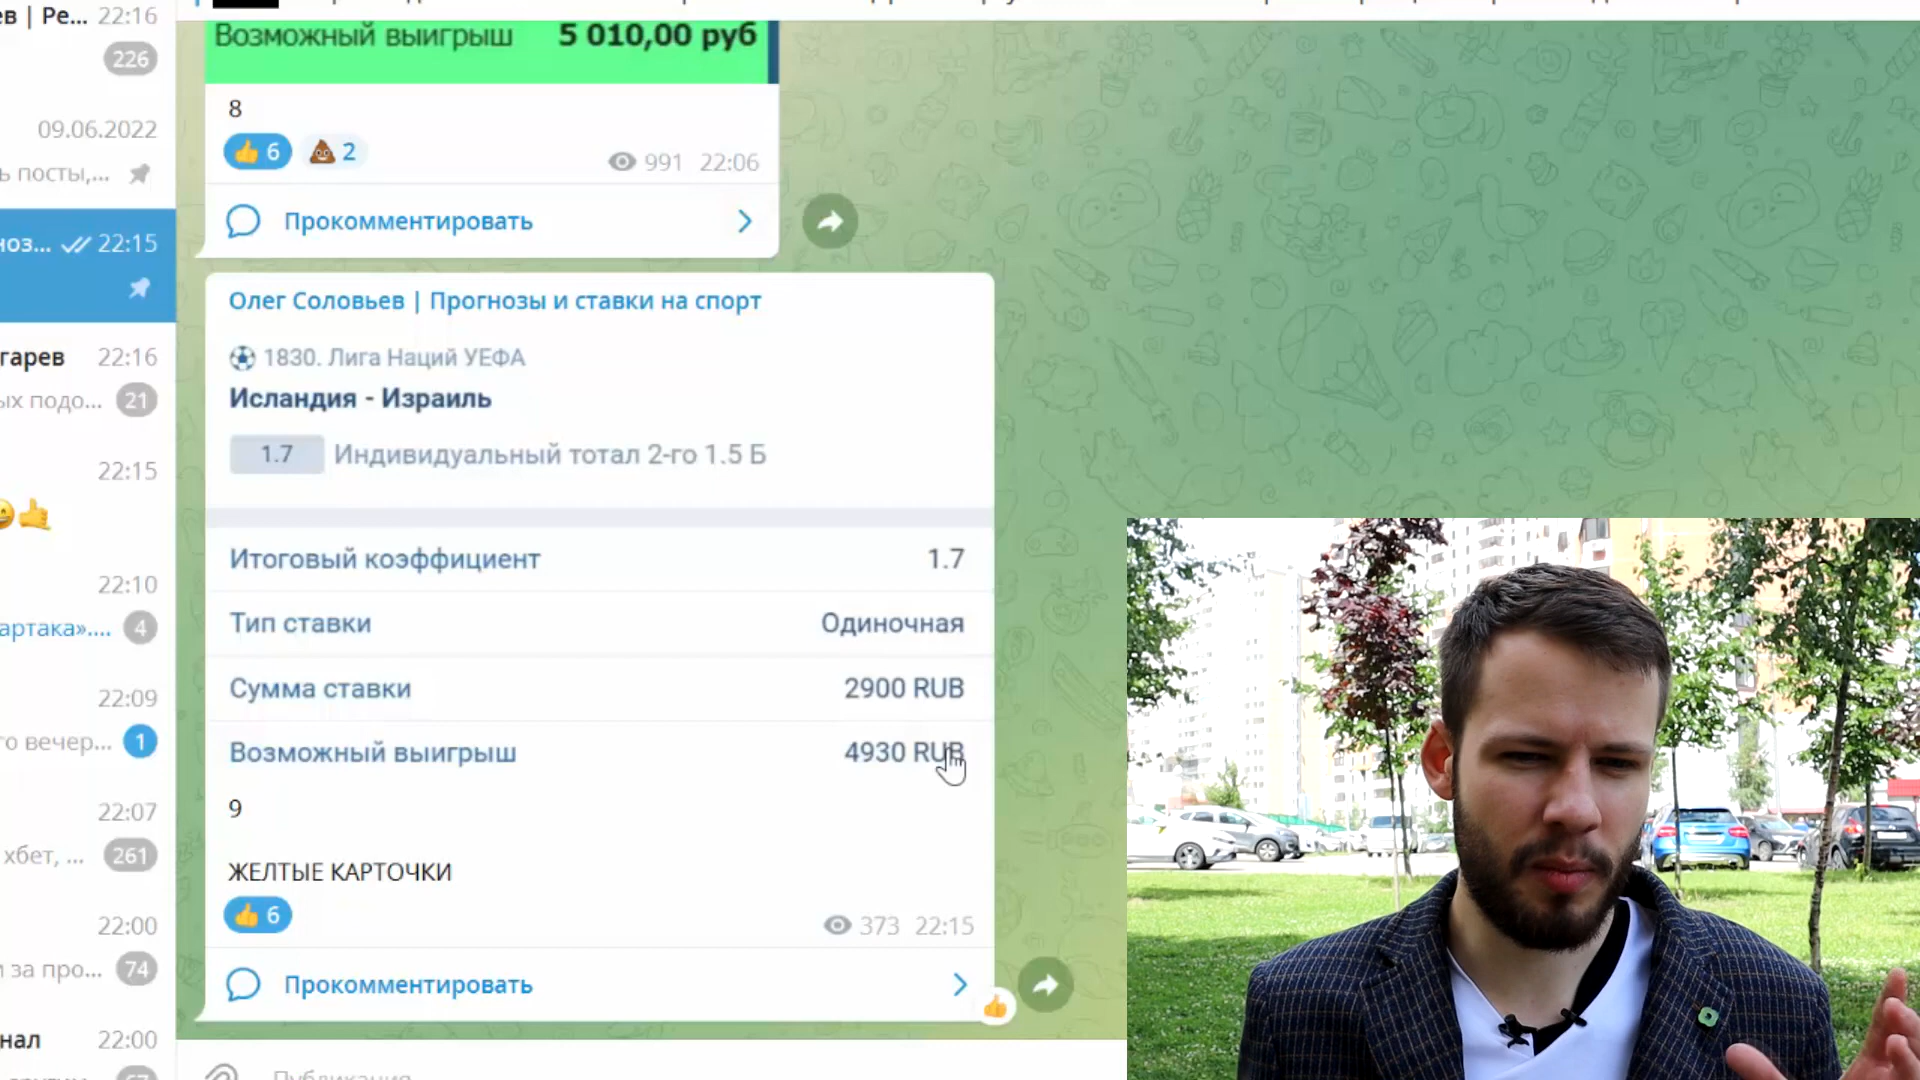 в | Ре... 22:16
226
09.06.2022
ь посты,...
ноз... 22:15
гарев 22:16
ых подо... 21
22:15
22:10
артака».... 4
22:09
го вечер... 1
22:07
хбет, ... 261
22:00
и за про... 74
нал 22:00
Возможный выигрыш 5 010,00 руб
8
6 2 991 22:06
Прокомментировать
Олег Соловьев | Прогнозы и ставки на спорт
1830. Лига Наций УЕФА
Исландия - Израиль
1.7 Индивидуальный тотал 2-го 1.5 Б
Итоговый коэффициент 1.7
Тип ставки Одиночная
Сумма ставки 2900 RUB
Возможный выигрыш 4930 RUB
9
ЖЕЛТЫЕ КАРТОЧКИ
6 373 22:15
Прокомментировать
Публикация